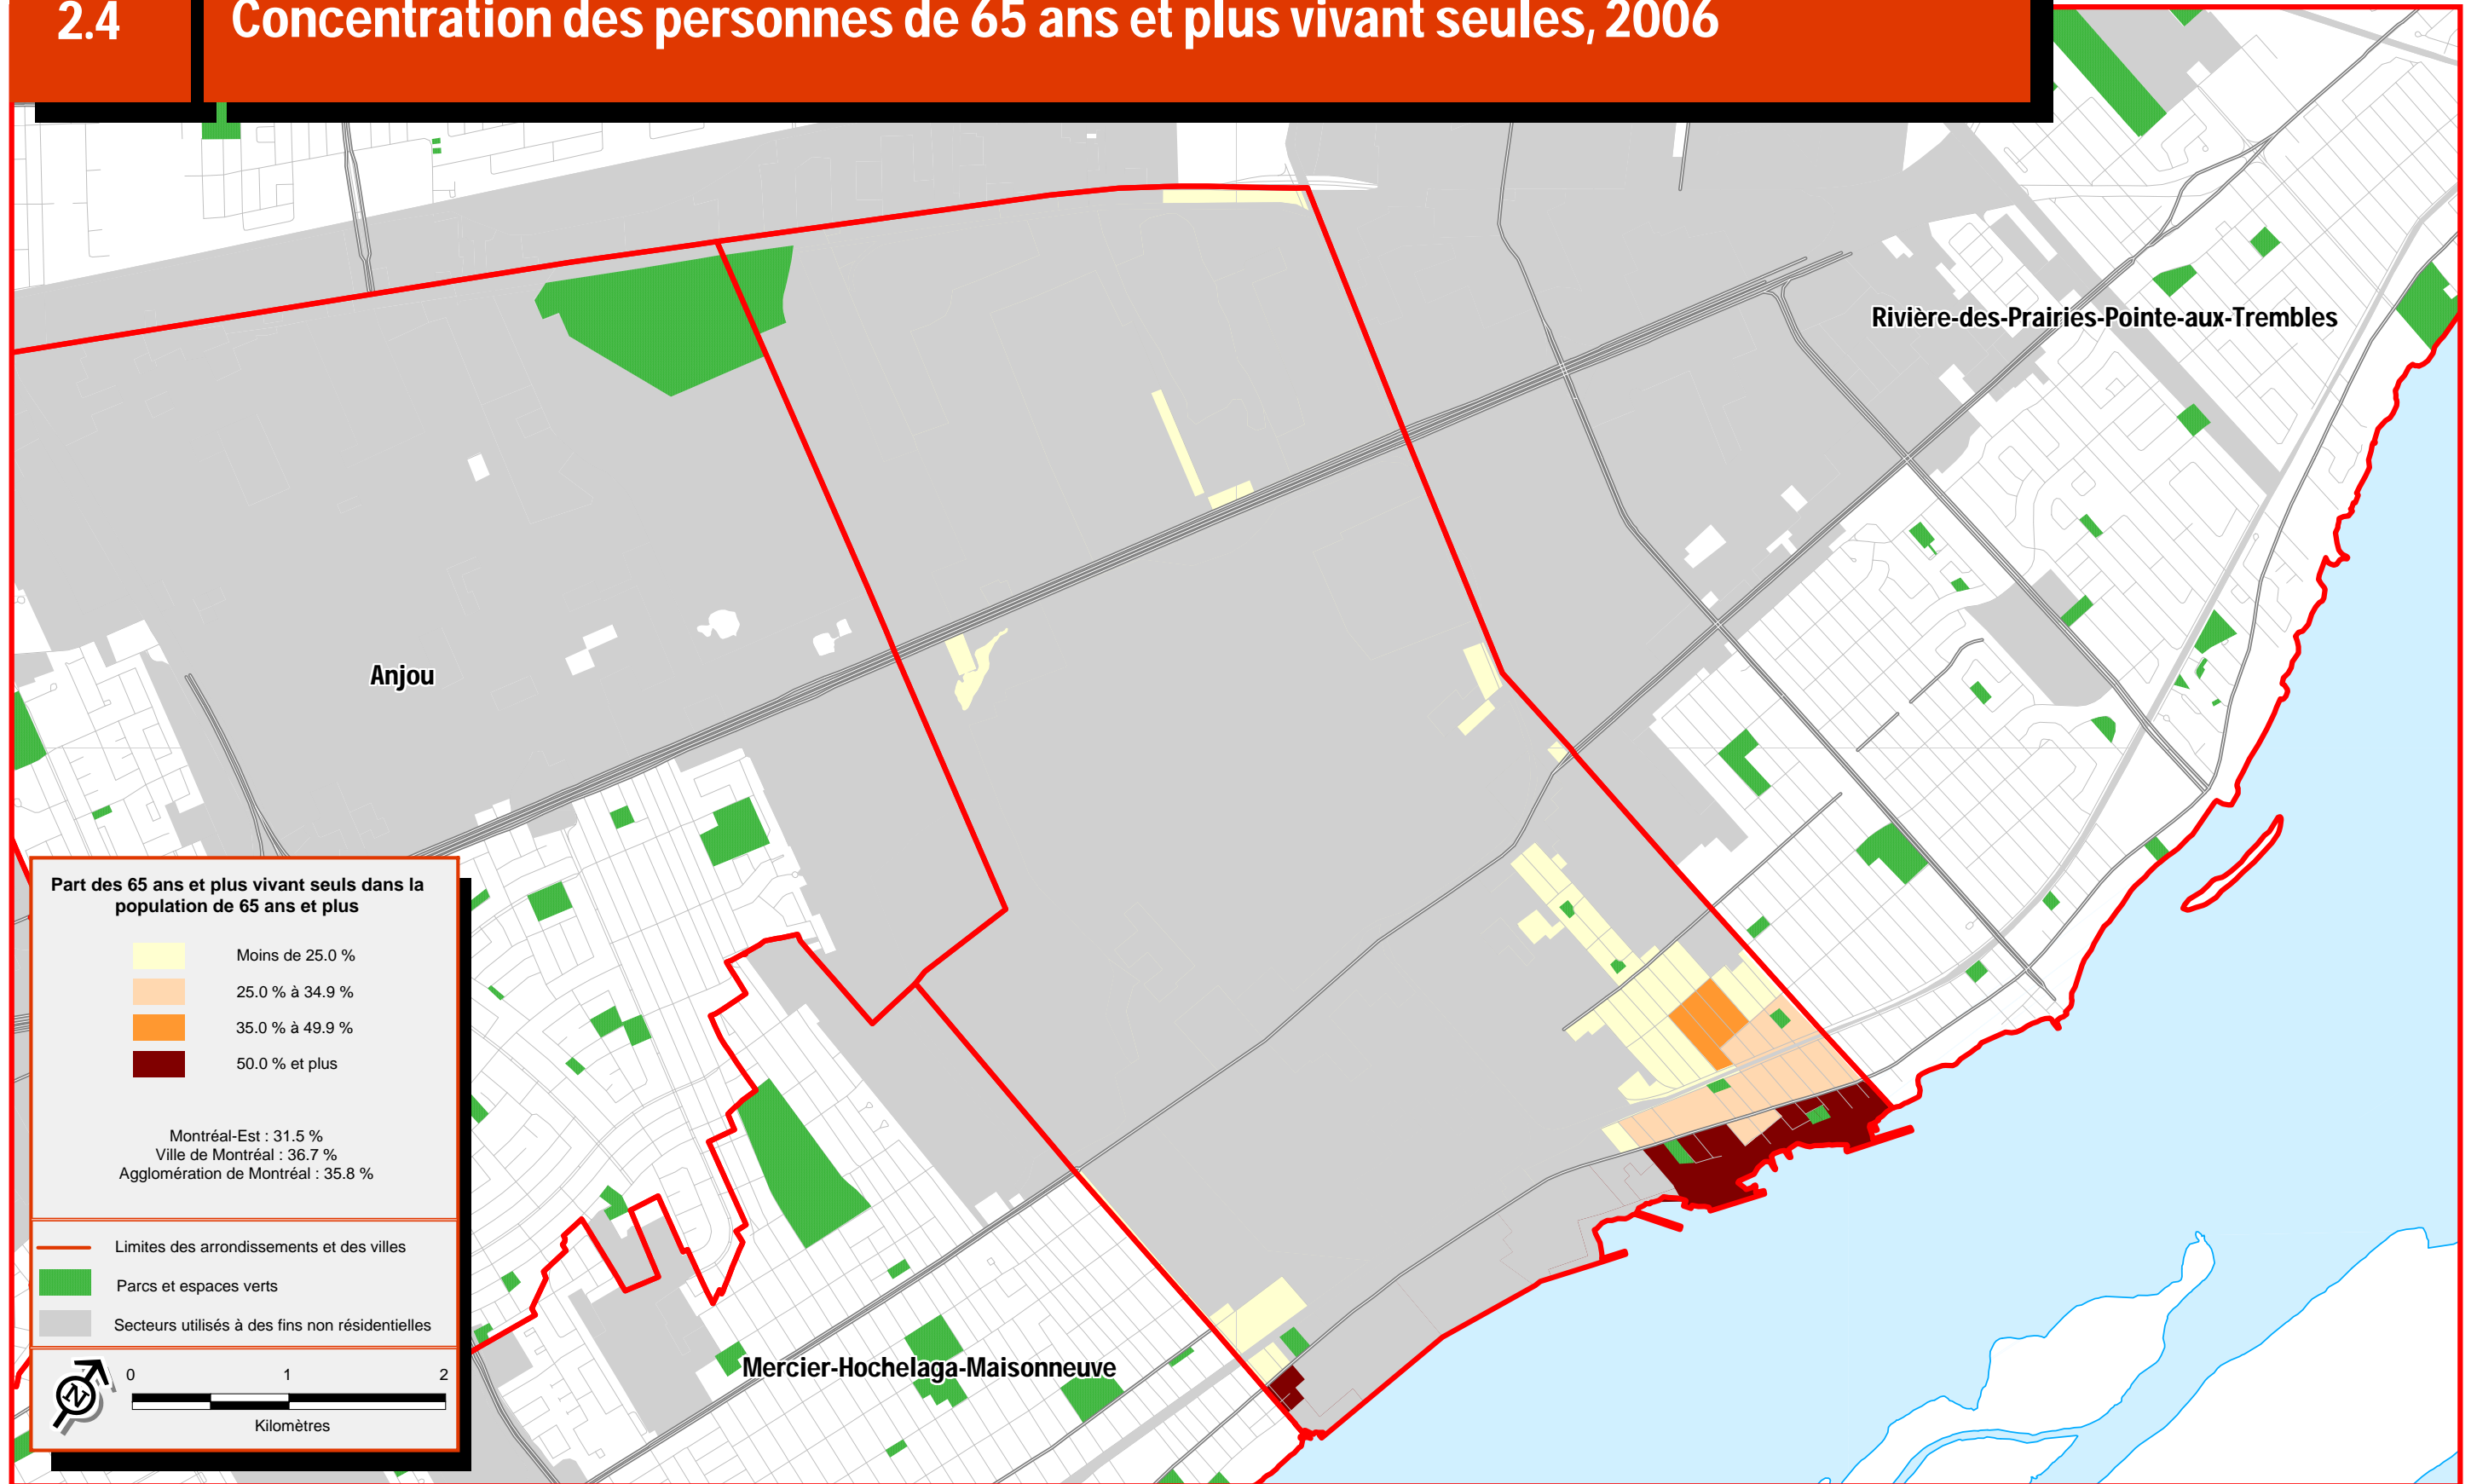 2.4
Concentration des personnes de 65 ans et plus vivant seules, 2006
Rivière-des-Prairies-Pointe-aux-Trembles
Anjou
Mercier-Hochelaga-Maisonneuve
Part des 65 ans et plus vivant seuls dans la
population de 65 ans et plus
Moins de 25.0 %
25.0 % à 34.9 %
35.0 % à 49.9 %
50.0 % et plus
Montréal-Est : 31.5 %
Ville de Montréal : 36.7 %
Agglomération de Montréal : 35.8 %
Limites des arrondissements et des villes
Parcs et espaces verts
Secteurs utilisés à des fins non résidentielles
N
0 1 2
Kilomètres